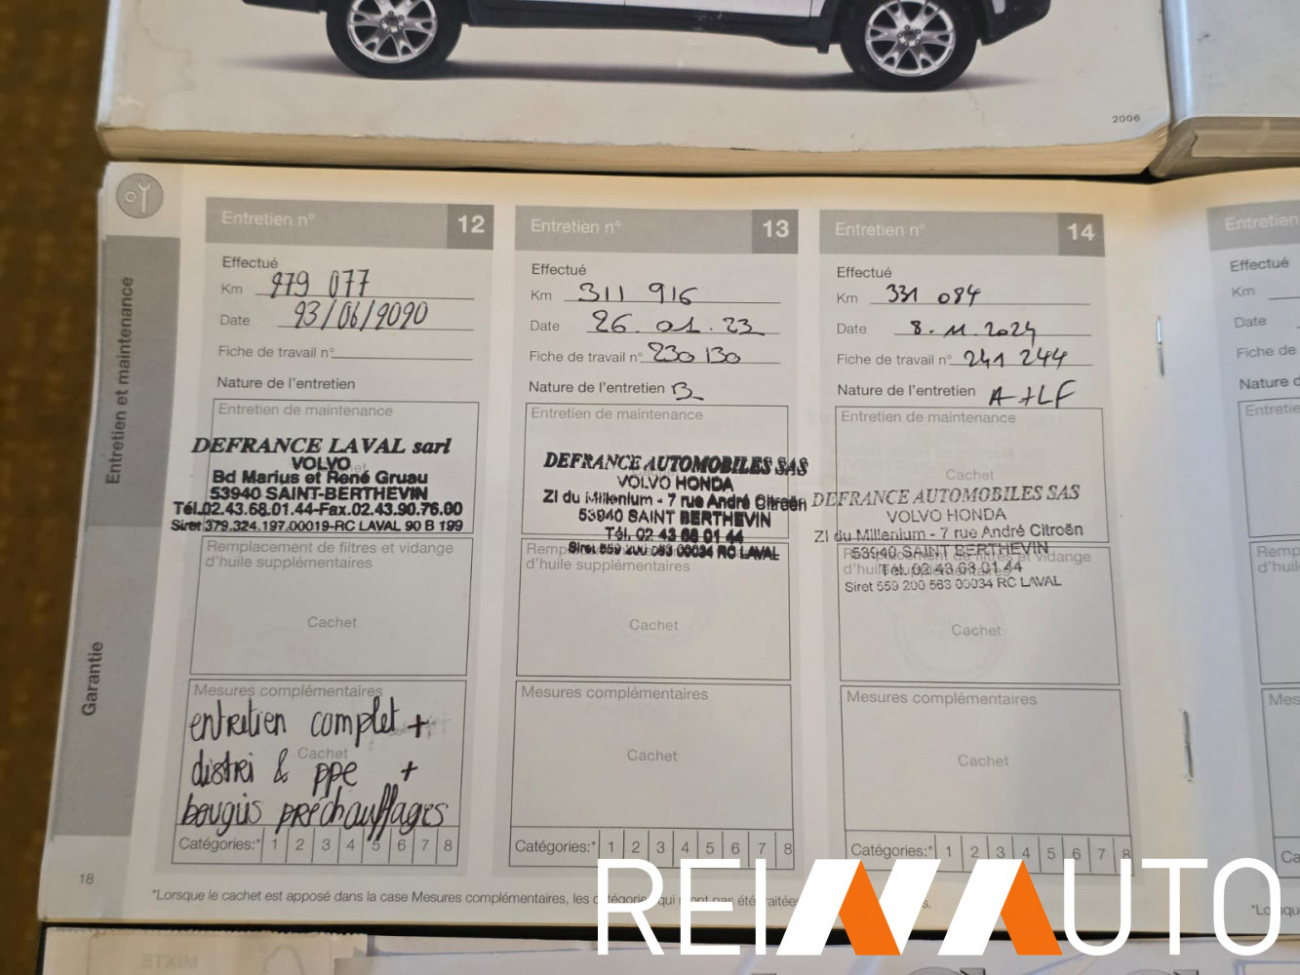 2006
Entretien et maintenance
Garantie
Entretien n° 12
Effectué
Km 279 077
Date 23/06/2020
Fiche de travail n°
Nature de l'entretien
Entretien de maintenance
DEFRANCE LAVAL sarl
VOLVO
Bd Marius et René Gruau
53940 SAINT-BERTHEVIN
Tél.02.43.68.01.44-Fax.02.43.90.76.00
Siret 379.324.197.00019-RC LAVAL 90 B 199
Remplacement de filtres et vidange
d'huile supplémentaires
Cachet
Mesures complémentaires
entretien complet +
Cachet
distri & ppe +
bougies préchauffages
Catégories:* 1 2 3 4 5 6 7 8
Entretien n° 13
Effectué
Km 311 916
Date 26.01.23
Fiche de travail n° 230130
Nature de l'entretien B
Entretien de maintenance
DEFRANCE AUTOMOBILES SAS
VOLVO HONDA
ZI du Millenium - 7 rue André Citroën
53940 SAINT BERTHEVIN
Tél. 02 43 68 01 44
RC LAVAL
d'huile supplémentaires
Cachet
Mesures complémentaires
Cachet
Catégories:* 1 2 3 4 5 6 7 8
Entretien n° 14
Effectué
Km 331 084
Date 8.11.2024
Fiche de travail n° 241 244
Nature de l'entretien A+LF
Entretien de maintenance
Cachet
DEFRANCE AUTOMOBILES SAS
VOLVO HONDA
ZI du Millenium - 7 rue André Citroën
53940 SAINT BERTHEVIN
Tél. 02 43 68 01 44
Siret 559 200 563 00034 RC LAVAL
Cachet
Mesures complémentaires
Cachet
Catégories:* 1 2 3 4 5 6 7 8
Entretien
Effectué
Km
Date
Fiche de
Nature d
Entretie
Remp
d'huil
Mes
Ca
18
*Lorsque le cachet est apposé dans la case Mesures complémentaires, les
MIXTE
REINAUTO